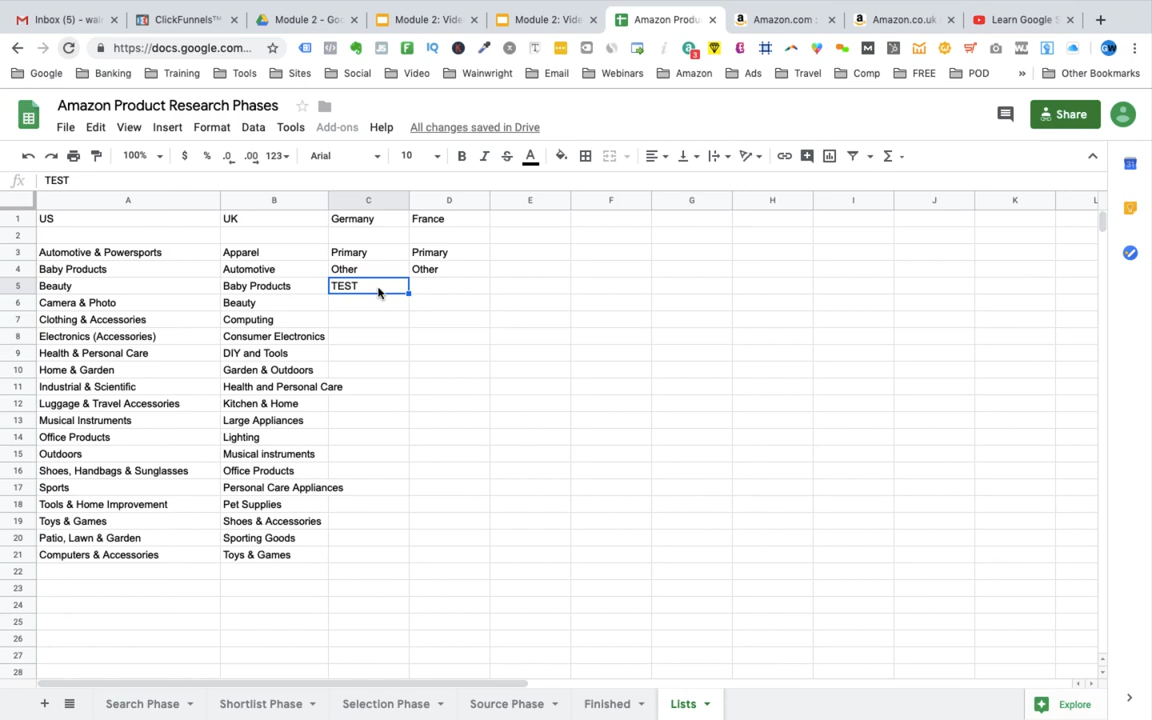 Inbox (5) - wai
ClickFunnels™
Module 2 - Goo
Module 2: Vide
Module 2: Vide
Amazon Produ
Amazon.com :
Amazon.co.uk
Learn Google S
https://docs.google.com...
Google Banking Training Tools Sites Social Video Wainwright Email Webinars Amazon Ads Travel Comp FREE POD » Other Bookmarks
Amazon Product Research Phases
File Edit View Insert Format Data Tools Add-ons Help All changes saved in Drive
Share
100% $ % .0 .00 123 Arial 10 B I S A
fx TEST
A B C D E F G H I J K L
1 US UK Germany France
2
3 Automotive & Powersports Apparel Primary Primary
4 Baby Products Automotive Other Other
5 Beauty Baby Products TEST
6 Camera & Photo Beauty
7 Clothing & Accessories Computing
8 Electronics (Accessories) Consumer Electronics
9 Health & Personal Care DIY and Tools
10 Home & Garden Garden & Outdoors
11 Industrial & Scientific Health and Personal Care
12 Luggage & Travel Accessories Kitchen & Home
13 Musical Instruments Large Appliances
14 Office Products Lighting
15 Outdoors Musical instruments
16 Shoes, Handbags & Sunglasses Office Products
17 Sports Personal Care Appliances
18 Tools & Home Improvement Pet Supplies
19 Toys & Games Shoes & Accessories
20 Patio, Lawn & Garden Sporting Goods
21 Computers & Accessories Toys & Games
22
23
24
25
26
27
28
Search Phase Shortlist Phase Selection Phase Source Phase Finished Lists Explore